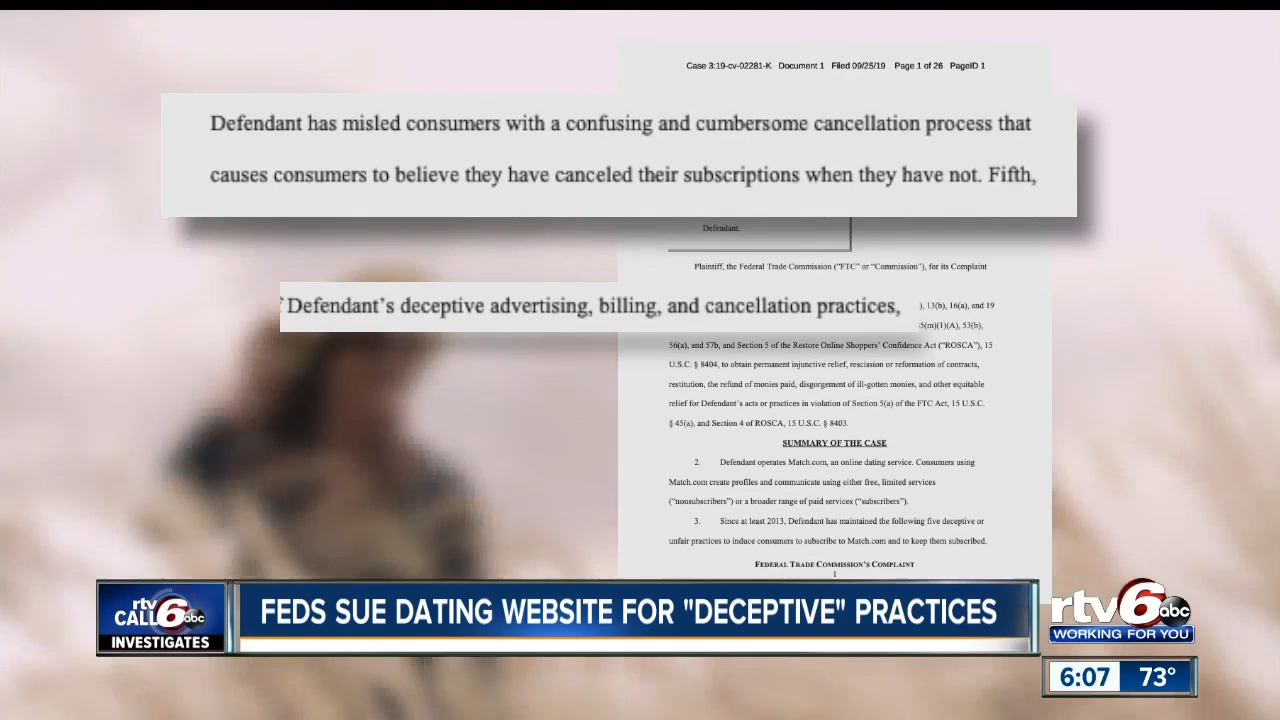 Case 3:19-cv-02281-K Document 1 Filed 09/25/19 Page 1 of 26 PageID 1
Defendant has misled consumers with a confusing and cumbersome cancellation process that
causes consumers to believe they have canceled their subscriptions when they have not. Fifth,
Defendant.
Plaintiff, the Federal Trade Commission ("FTC" or "Commission"), for its Complaint
Defendant's deceptive advertising, billing, and cancellation practices,
), 13(b), 16(a), and 19
5(m)(1)(A), 53(b),
56(a), and 57b, and Section 5 of the Restore Online Shoppers' Confidence Act ("ROSCA"), 15
U.S.C. § 8404, to obtain permanent injunctive relief, rescission or reformation of contracts,
restitution, the refund of monies paid, disgorgement of ill-gotten monies, and other equitable
relief for Defendant's acts or practices in violation of Section 5(a) of the FTC Act, 15 U.S.C.
§ 45(a), and Section 4 of ROSCA, 15 U.S.C. § 8403.
SUMMARY OF THE CASE
2. Defendant operates Match.com, an online dating service. Consumers using
Match.com create profiles and communicate using either free, limited services
("nonsubscribers") or a broader range of paid services ("subscribers").
3. Since at least 2013, Defendant has maintained the following five deceptive or
unfair practices to induce consumers to subscribe to Match.com and to keep them subscribed.
FEDERAL TRADE COMMISSION'S COMPLAINT
1
rtv
CALL 6 abc
INVESTIGATES
FEDS SUE DATING WEBSITE FOR "DECEPTIVE" PRACTICES
rtv6 abc
WORKING FOR YOU
6:07 73°